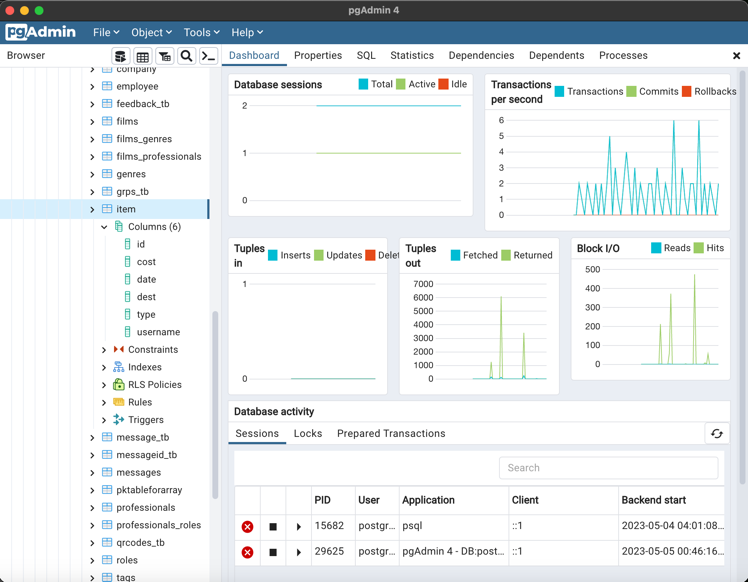 pgAdmin 4
pgAdmin File Object Tools Help
Browser
Dashboard Properties SQL Statistics Dependencies Dependents Processes
company
employee
feedback_tb
films
films_genres
films_professionals
genres
grps_tb
item
Columns (6)
id
cost
date
dest
type
username
Constraints
Indexes
RLS Policies
Rules
Triggers
message_tb
messageid_tb
messages
pktableforarray
professionals
professionals_roles
qrcodes_tb
roles
tags
Database sessions
Total Active Idle
2
1
0
Transactions per second
Transactions Commits Rollbacks
6
5
4
3
2
1
0
Tuples in
Inserts Updates Delet
1
0
Tuples out
Fetched Returned
7000
6000
5000
4000
3000
2000
1000
0
Block I/O
Reads Hits
500
400
300
200
100
0
Database activity
Sessions Locks Prepared Transactions
Search
PID User Application Client Backend start
15682 postgr... psql ::1 2023-05-04 04:01:08...
29625 postgr... pgAdmin 4 - DB:post... ::1 2023-05-05 00:46:16...